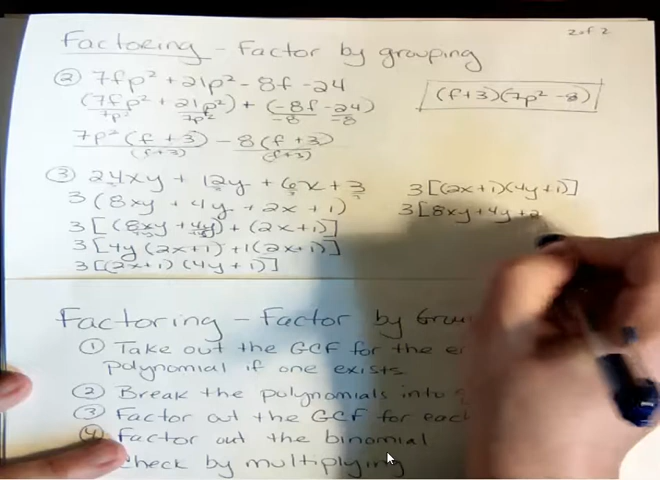 2 of 2
Factoring - Factor by grouping
② 7fp² + 21p² - 8f - 24
(7fp² + 21p²) + (-8f - 24)
7p² 7p² -8 -8
7p² (f + 3) - 8 (f + 3)
(f+3) (f+3)
(f+3)(7p² - 8)
③ 24xy + 12y + 6x + 3
3 (8xy + 4y + 2x + 1)
3 [(8xy + 4y) + (2x + 1)]
3 [4y (2x+1) + 1(2x+1)]
3 [(2x+1) (4y+1)]
3 [(2x+1)(4y+1)]
3 [8xy + 4y + 2
Factoring - Factor by Grou
① Take out the GCF for the e
polynomial if one exists
② Break the polynomials into
③ Factor out the GCF for each
④ Factor out the binomial
Check by multiplying